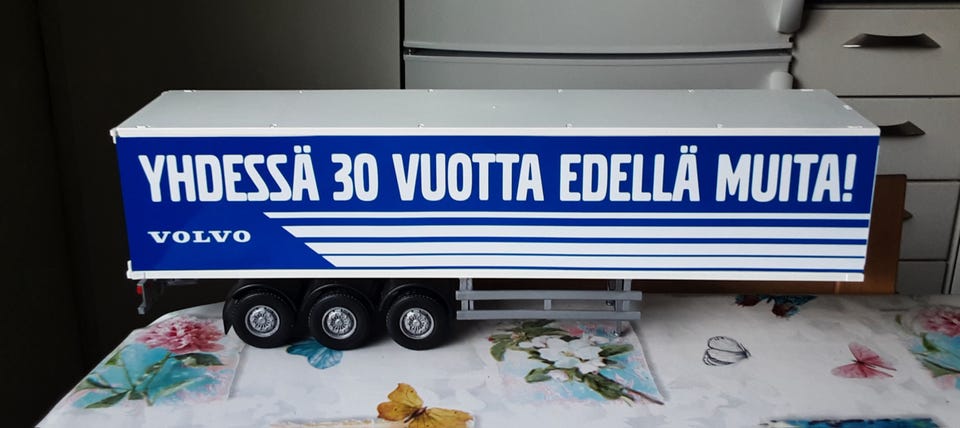 YHDESSÄ 30 VUOTTA EDELLÄ MUITA!
VOLVO